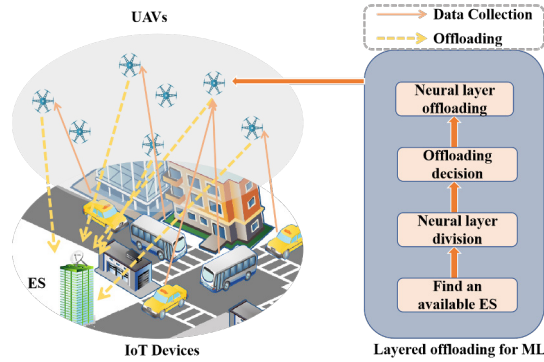 UAVs
Data Collection
Offloading
Neural layer
offloading
Offloading
decision
Neural layer
division
Find an
available ES
ES
IoT Devices
Layered offloading for ML